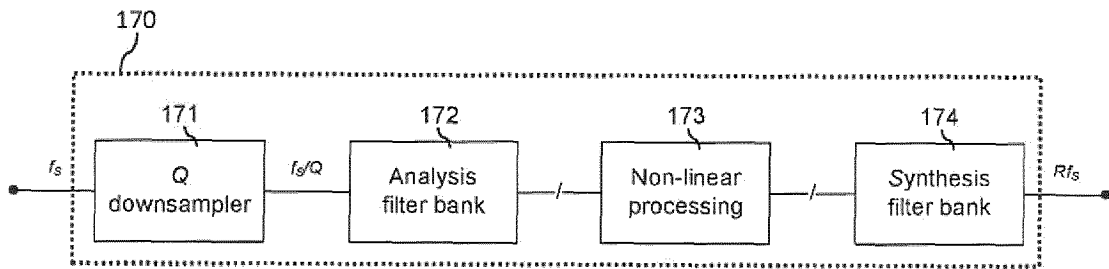 170
171
172
173
174
fs
Q
downsampler
fs/Q
Analysis
filter bank
Non-linear
processing
Synthesis
filter bank
Rfs